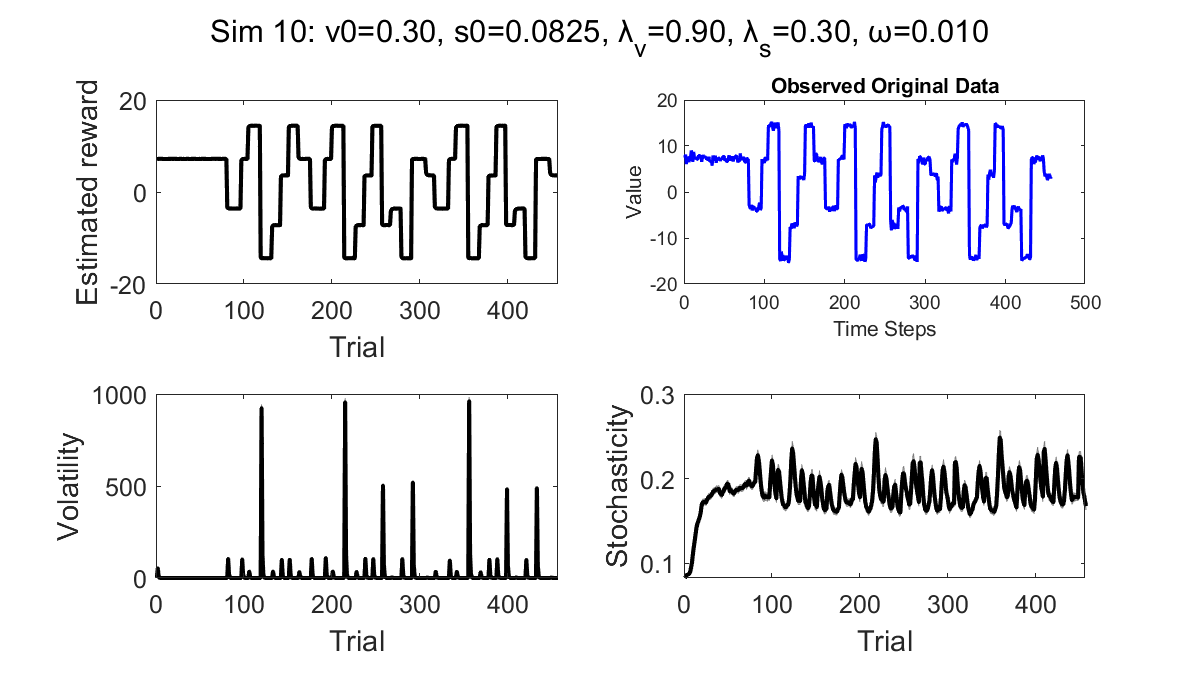 Sim 10: v0=0.30, s0=0.0825, λv=0.90, λs=0.30, ω=0.010
Estimated reward
20
0
-20
0 100 200 300 400
Trial
Observed Original Data
Value
20
10
0
-10
-20
0 100 200 300 400 500
Time Steps
Volatility
1000
500
0
0 100 200 300 400
Trial
Stochasticity
0.3
0.2
0.1
0 100 200 300 400
Trial